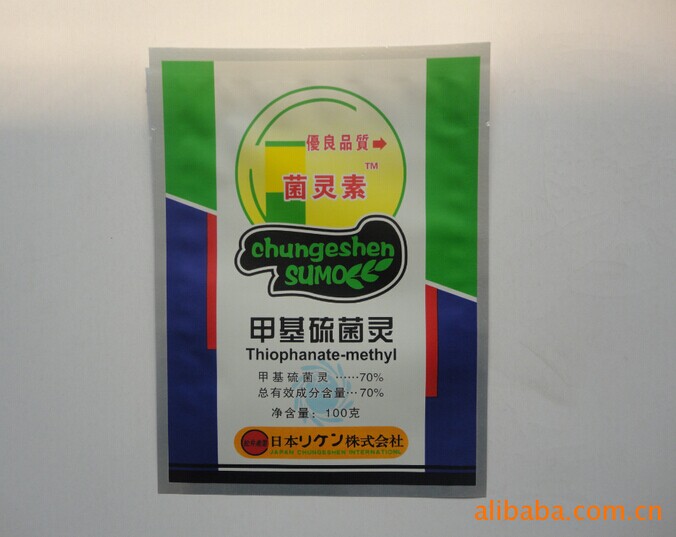 優良品質
TM
菌灵素
chungeshen
SUMO
甲基硫菌灵
Thiophanate-methyl
甲基硫菌灵 ……70%
总有效成分含量…70%
净含量：100克
日本リケン株式会社
JAPAN CHUNGESHEN INTERNATIONL
alibaba.com.cn